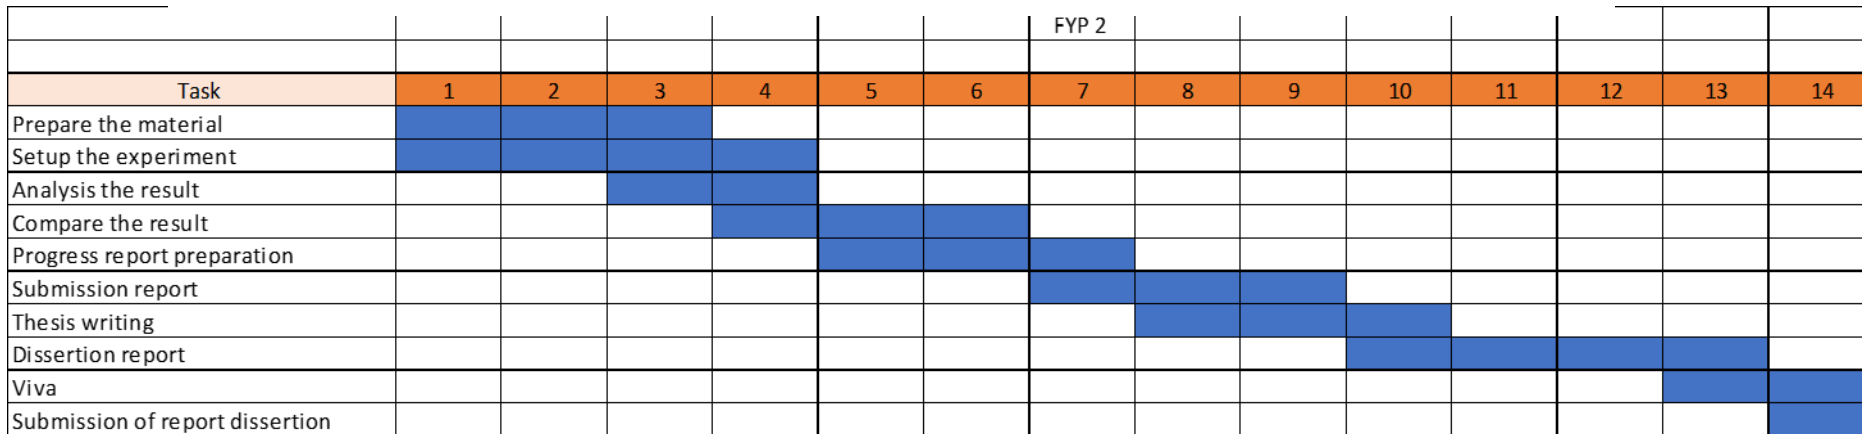 FYP 2
Task 1 2 3 4 5 6 7 8 9 10 11 12 13 14
Prepare the material
Setup the experiment
Analysis the result
Compare the result
Progress report preparation
Submission report
Thesis writing
Dissertion report
Viva
Submission of report dissertion